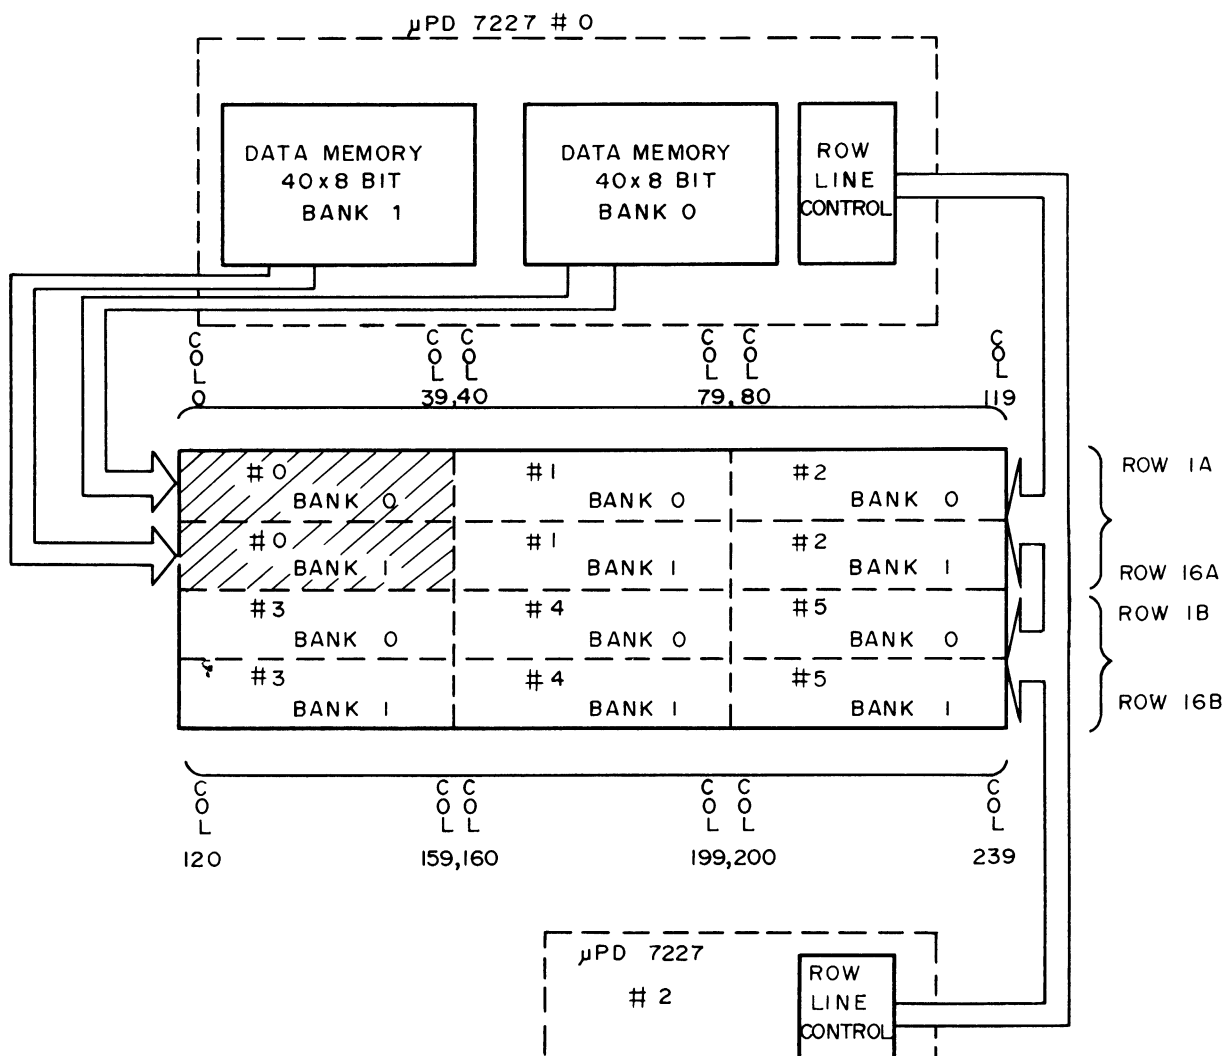 µPD 7227 # 0
DATA MEMORY
40x8 BIT
BANK 1
DATA MEMORY
40x8 BIT
BANK 0
ROW
LINE
CONTROL
COL 0
COL 39,
COL 40
COL 79,
COL 80
COL 119
#0
BANK 0
#1
BANK 0
#2
BANK 0
ROW 1A
#0
BANK 1
#1
BANK 1
#2
BANK 1
ROW 16A
#3
BANK 0
#4
BANK 0
#5
BANK 0
ROW 1B
#3
BANK 1
#4
BANK 1
#5
BANK 1
ROW 16B
COL 120
COL 159,
COL 160
COL 199,
COL 200
COL 239
µPD 7227
# 2
ROW
LINE
CONTROL